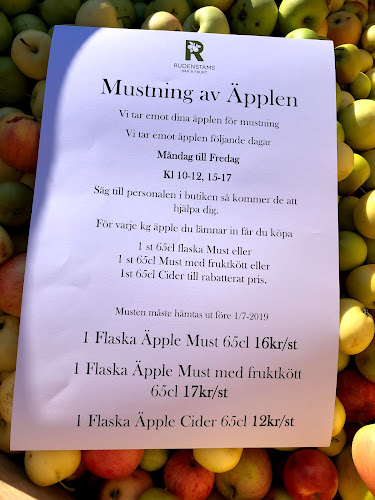 R
RUDENSTAMS
BÄR & FRUKT
Mustning av Äpplen
Vi tar emot dina äpplen för mustning
Vi tar emot äpplen följande dagar
Måndag till Fredag
Kl 10-12, 15-17
Säg till personalen i butiken så kommer de att
hjälpa dig.
För varje kg äpple du lämnar in får du köpa
1 st 65cl flaska Must eller
1 st 65cl Must med fruktkött eller
1st 65cl Cider till rabatterat pris.
Musten måste hämtas ut före 1/7-2019
1 Flaska Äpple Must 65cl 16kr/st
1 Flaska Äpple Must med fruktkött
65cl 17kr/st
1 Flaska Äpple Cider 65cl 12kr/st